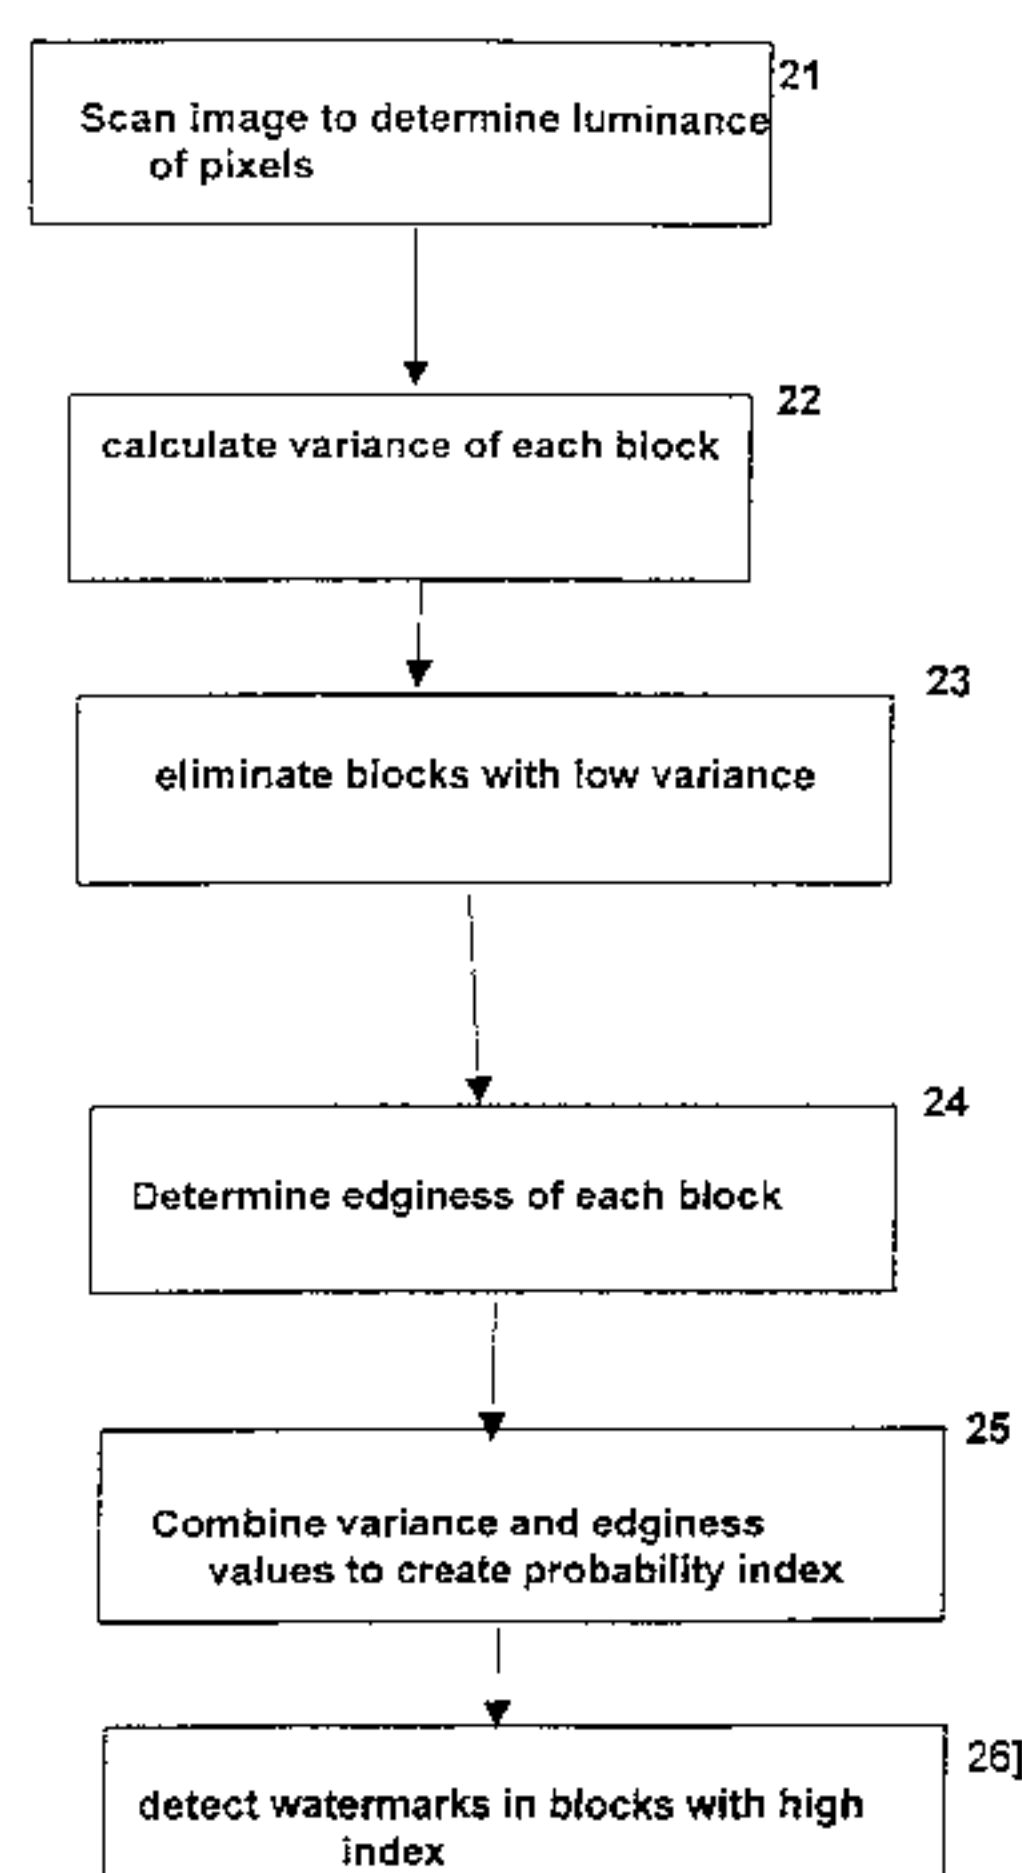 21
Scan image to determine luminance
of pixels
22
calculate variance of each block
23
eliminate blocks with low variance
24
Determine edginess of each block
25
Combine variance and edginess
values to create probability index
26]
detect watermarks in blocks with high
index